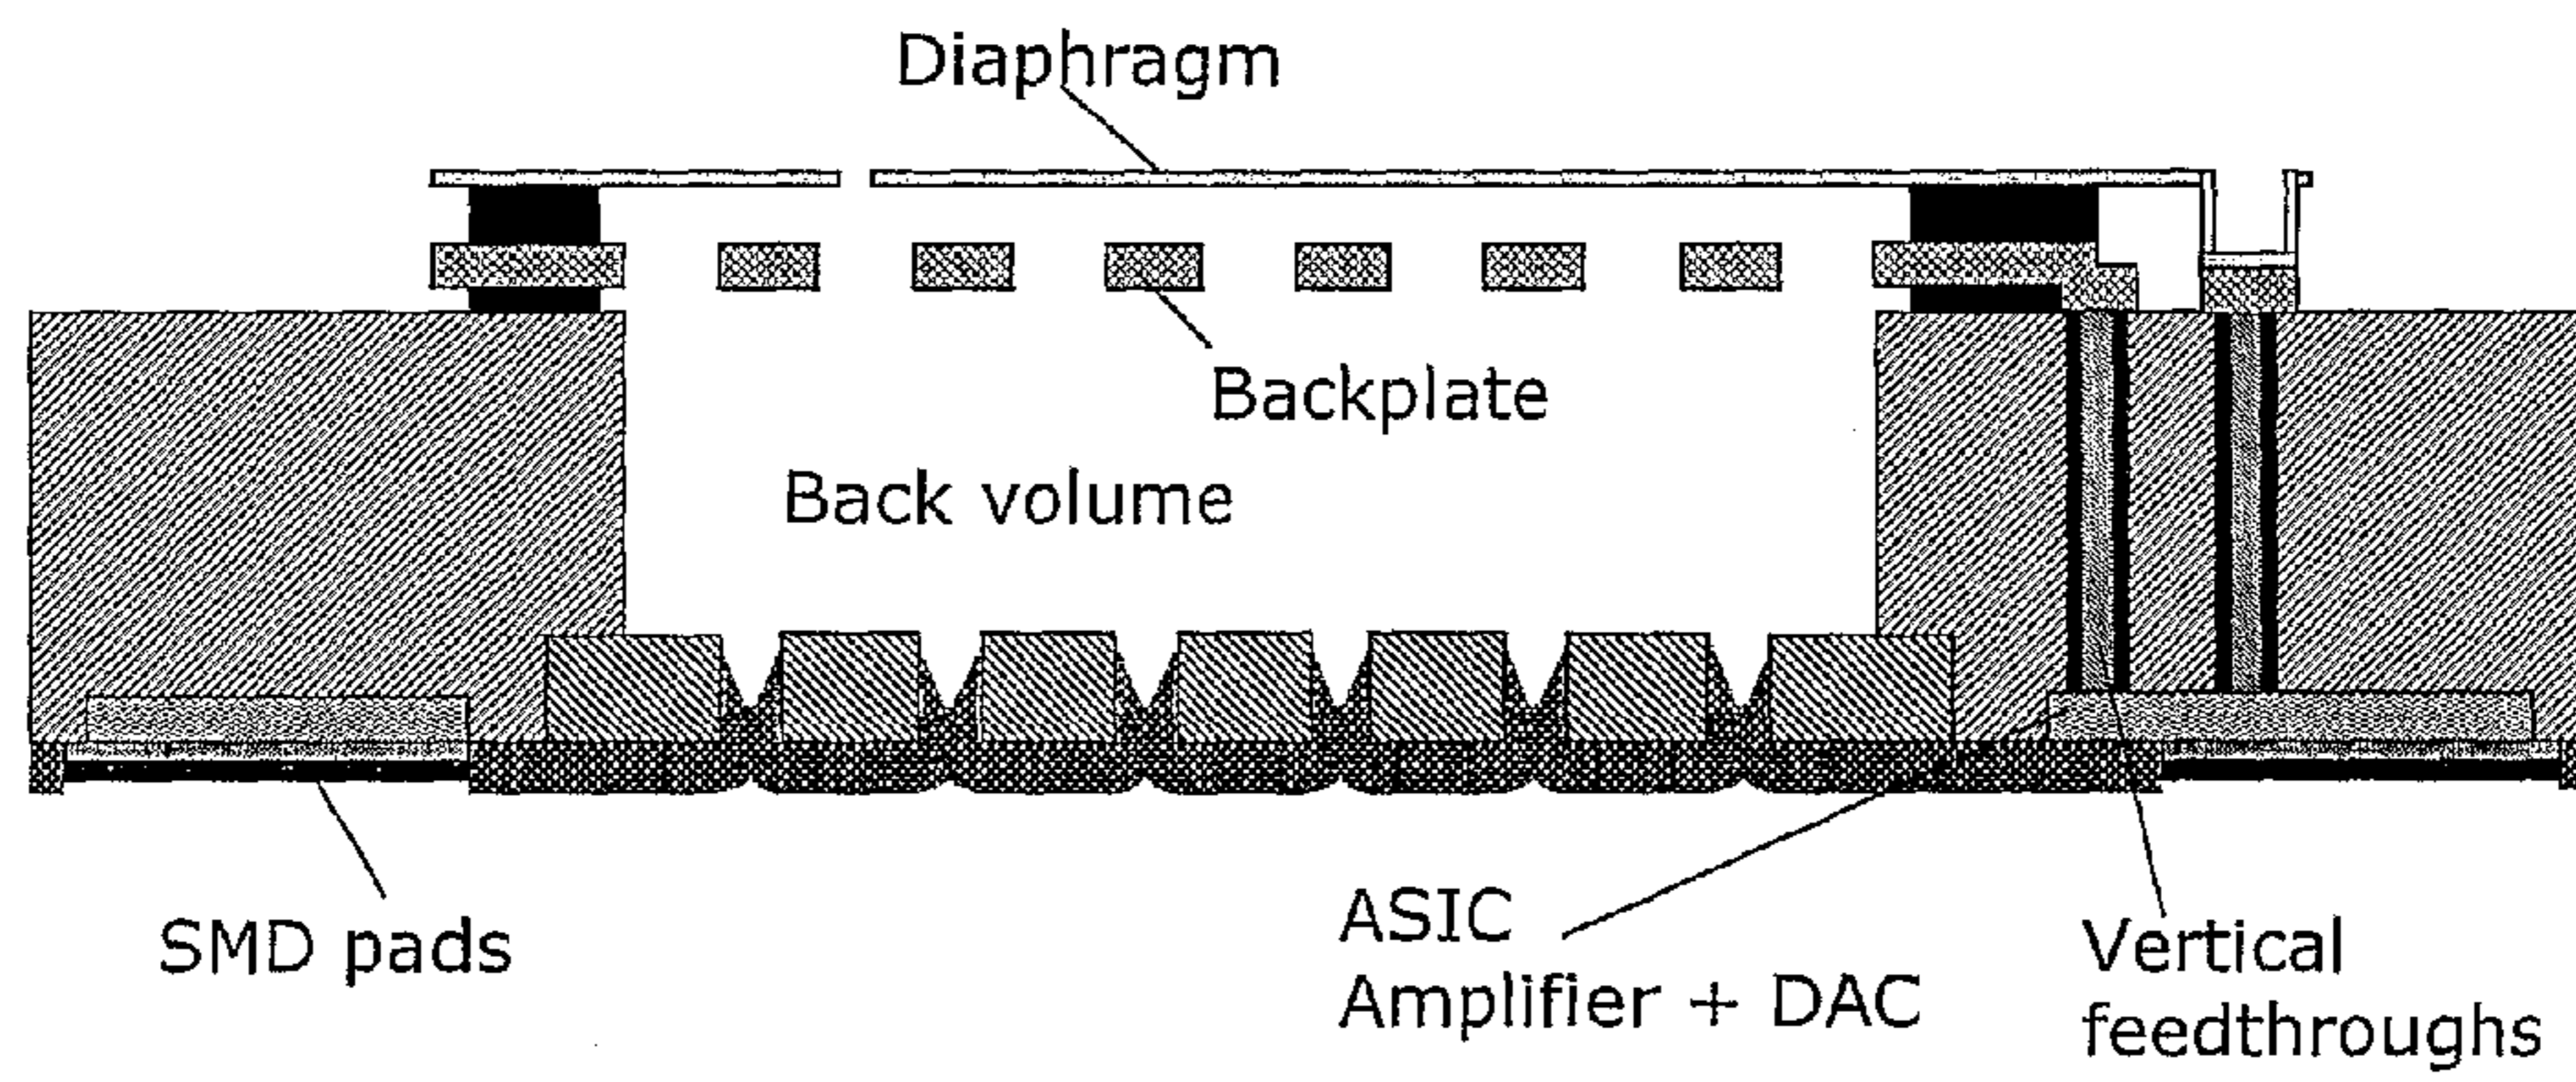 Diaphragm
Backplate
Back volume
SMD pads
ASIC
Amplifier + DAC
Vertical
feedthroughs